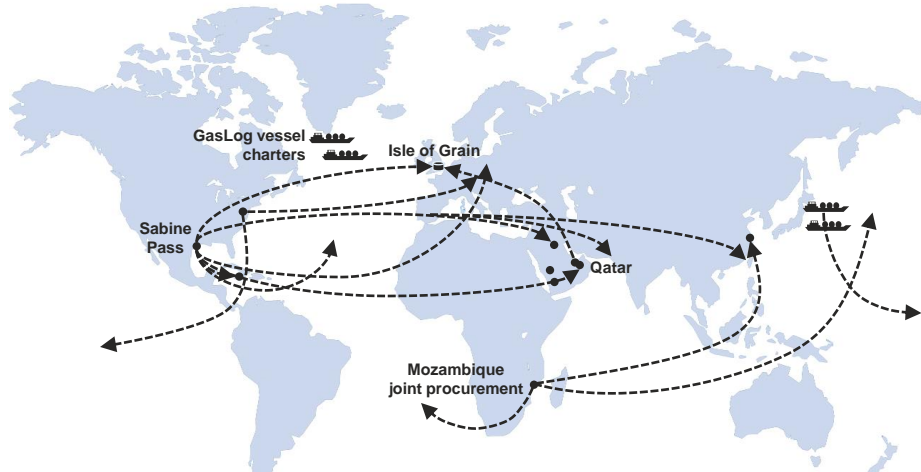 GasLog vessel
charters
Isle of Grain
Sabine
Pass
Qatar
Mozambique
joint procurement